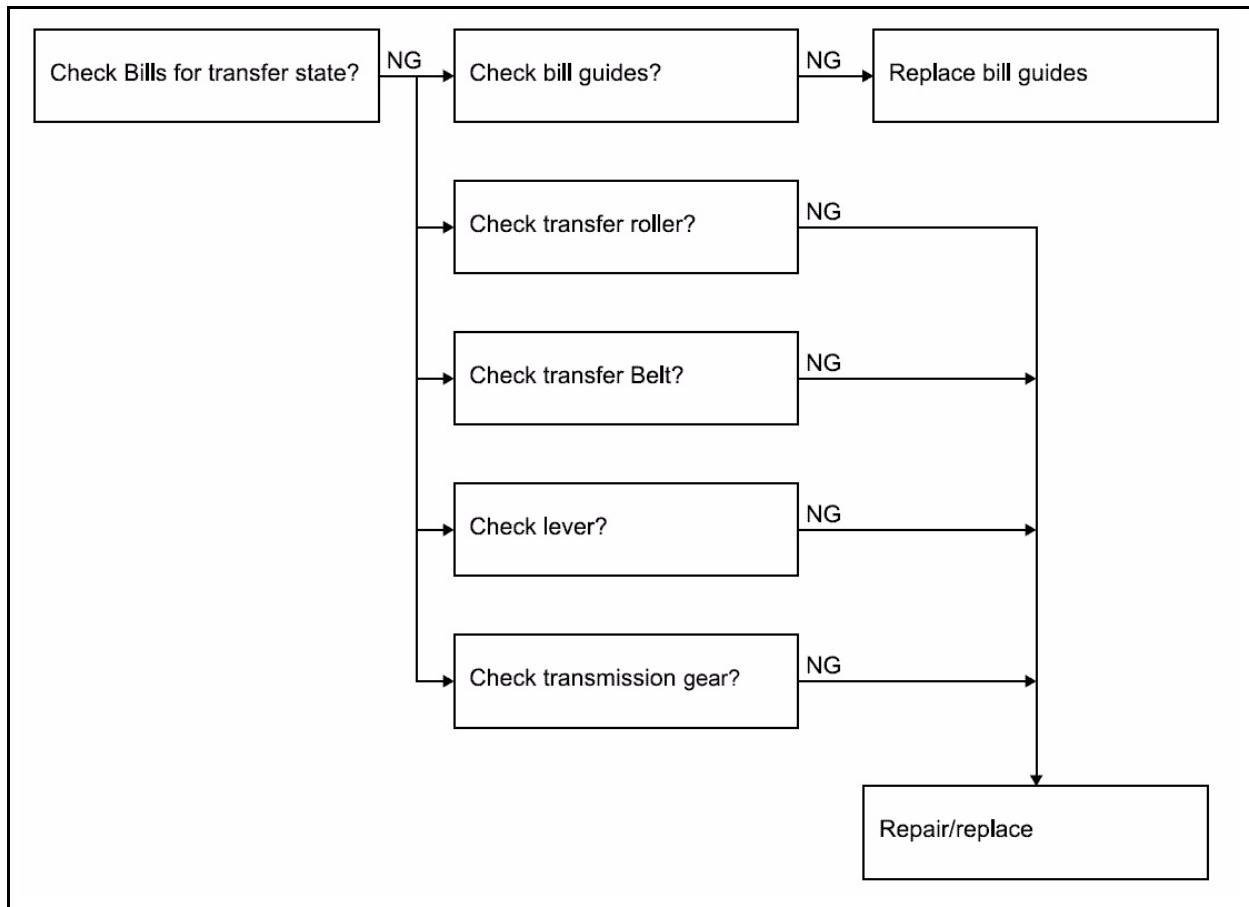 Check Bills for transfer state?
NG
Check bill guides?
NG
Replace bill guides
Check transfer roller?
NG
Check transfer Belt?
NG
Check lever?
NG
Check transmission gear?
NG
Repair/replace